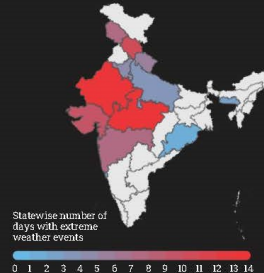 Statewise number of
days with extreme
weather events
0 1 2 3 4 5 6 7 8 9 10 11 12 13 14